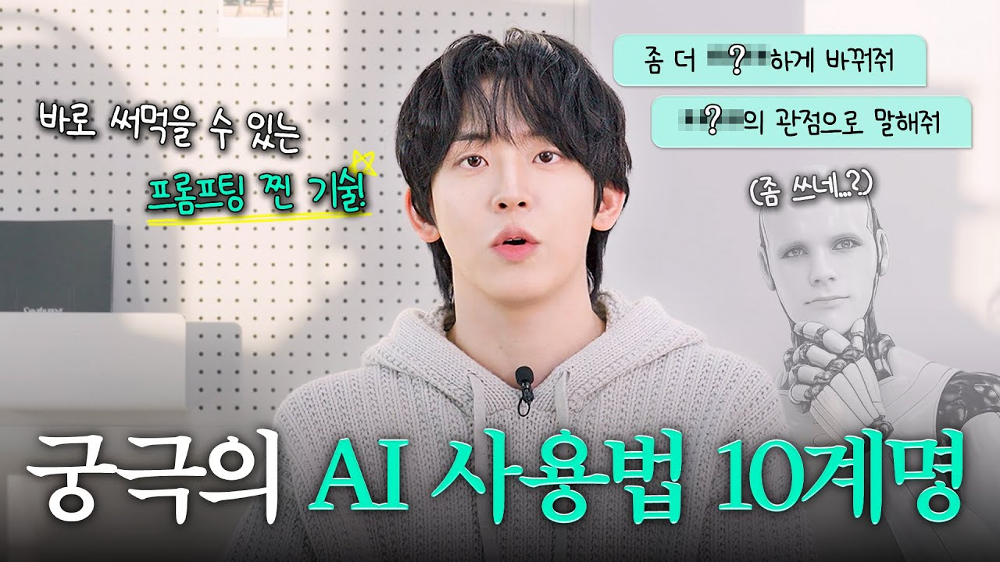 바로 써먹을 수 있는
프롬프팅 찐 기술!
좀 더 ?하게 바꿔줘
?의 관점으로 말해줘
(좀 쓰네...?)
궁극의 AI 사용법 10계명